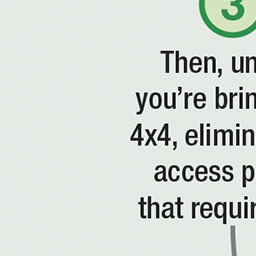 3
Then, un
you're brin
4x4, elimin
access p
that requir